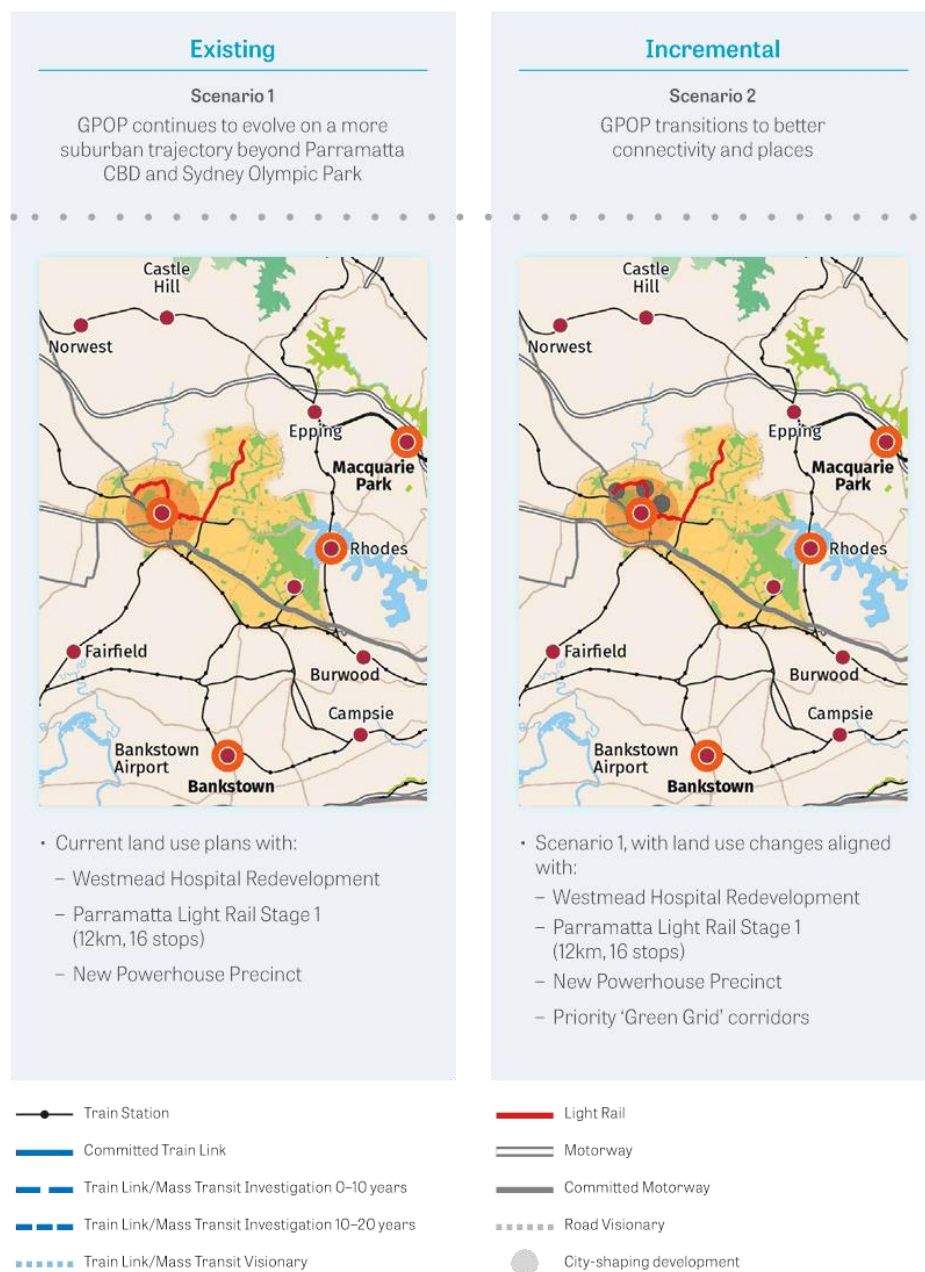 Existing
Scenario 1
GPOP continues to evolve on a more
suburban trajectory beyond Parramatta
CBD and Sydney Olympic Park
Castle
Hill
Norwest
Epping
Macquarie
Park
Rhodes
Fairfield
Burwood
Campsie
Bankstown
Airport
Bankstown
• Current land use plans with:
– Westmead Hospital Redevelopment
– Parramatta Light Rail Stage 1
(12km, 16 stops)
– New Powerhouse Precinct
Incremental
Scenario 2
GPOP transitions to better
connectivity and places
Castle
Hill
Norwest
Epping
Macquarie
Park
Rhodes
Fairfield
Burwood
Campsie
Bankstown
Airport
Bankstown
• Scenario 1, with land use changes aligned
with:
– Westmead Hospital Redevelopment
– Parramatta Light Rail Stage 1
(12km, 16 stops)
– New Powerhouse Precinct
– Priority ‘Green Grid’ corridors
Train Station
Committed Train Link
Train Link/Mass Transit Investigation 0–10 years
Train Link/Mass Transit Investigation 10–20 years
Train Link/Mass Transit Visionary
Light Rail
Motorway
Committed Motorway
Road Visionary
City-shaping development